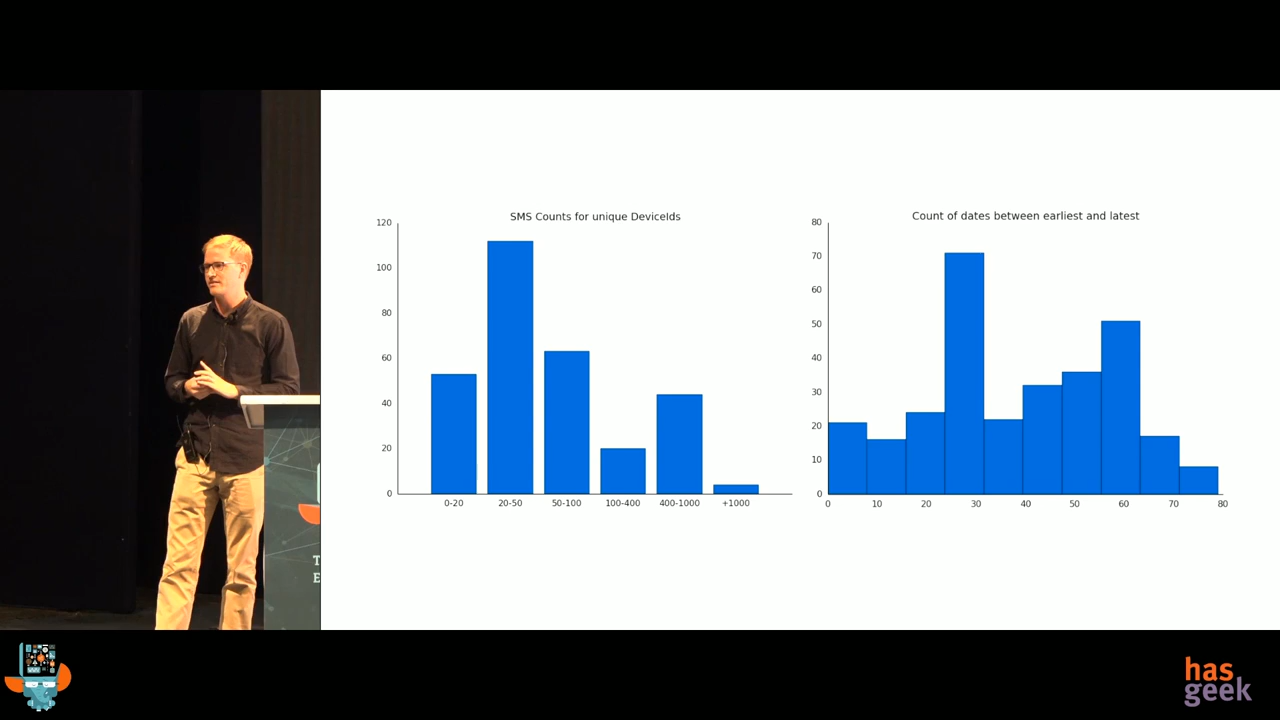 SMS Counts for unique DeviceIds
120
100
80
60
40
20
0
0-20 20-50 50-100 100-400 400-1000 +1000
Count of dates between earliest and latest
80
70
60
50
40
30
20
10
0
0 10 20 30 40 50 60 70 80
T
E
has
geek